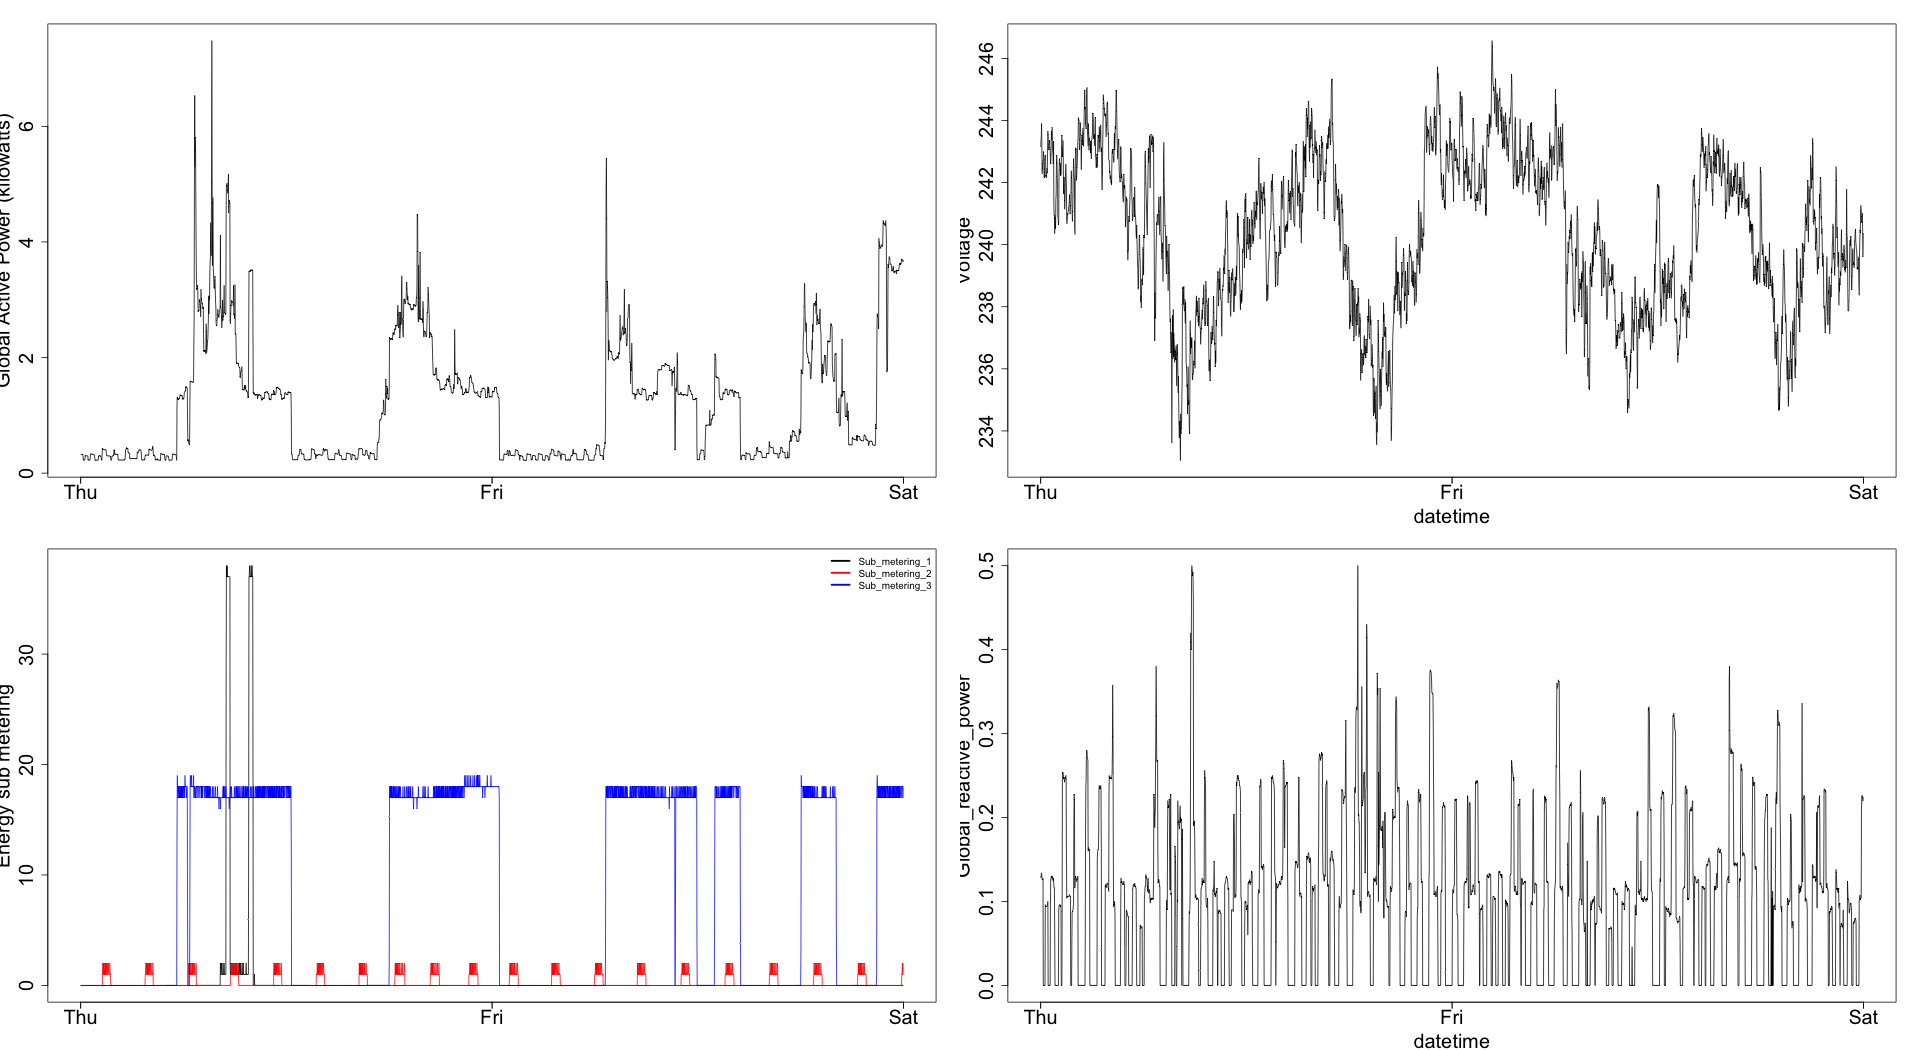 Global Active Power (kilowatts)
6
4
2
0
Thu Fri Sat
Voltage
246
244
242
240
238
236
234
Thu Fri Sat
datetime
Energy sub metering
30
20
10
0
Sub_metering_1
Sub_metering_2
Sub_metering_3
Thu Fri Sat
Global_reactive_power
0.5
0.4
0.3
0.2
0.1
0.0
Thu Fri Sat
datetime